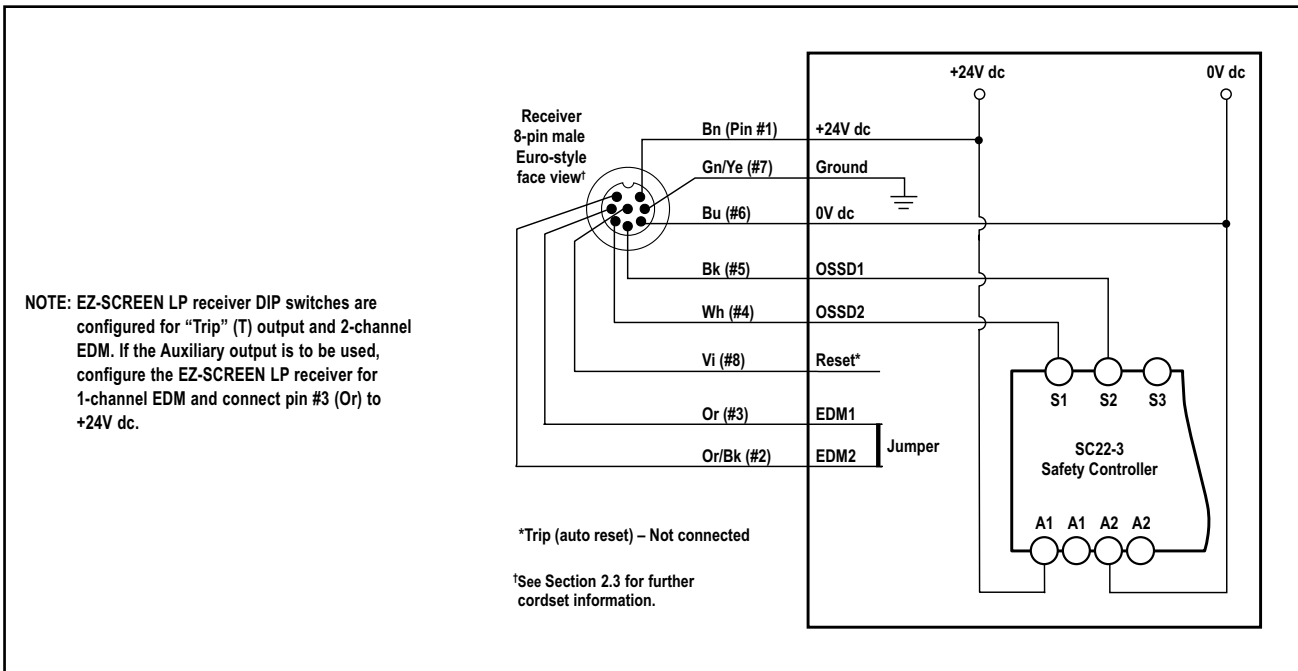 +24V dc
0V dc
Receiver
8-pin male
Euro-style
face view†
Bn (Pin #1)
+24V dc
Gn/Ye (#7)
Ground
Bu (#6)
0V dc
Bk (#5)
OSSD1
Wh (#4)
OSSD2
Vi (#8)
Reset*
Or (#3)
EDM1
Or/Bk (#2)
EDM2
Jumper
NOTE: EZ-SCREEN LP receiver DIP switches are
configured for “Trip” (T) output and 2-channel
EDM. If the Auxiliary output is to be used,
configure the EZ-SCREEN LP receiver for
1-channel EDM and connect pin #3 (Or) to
+24V dc.
S1
S2
S3
SC22-3
Safety Controller
A1
A1
A2
A2
*Trip (auto reset) – Not connected
†See Section 2.3 for further
cordset information.